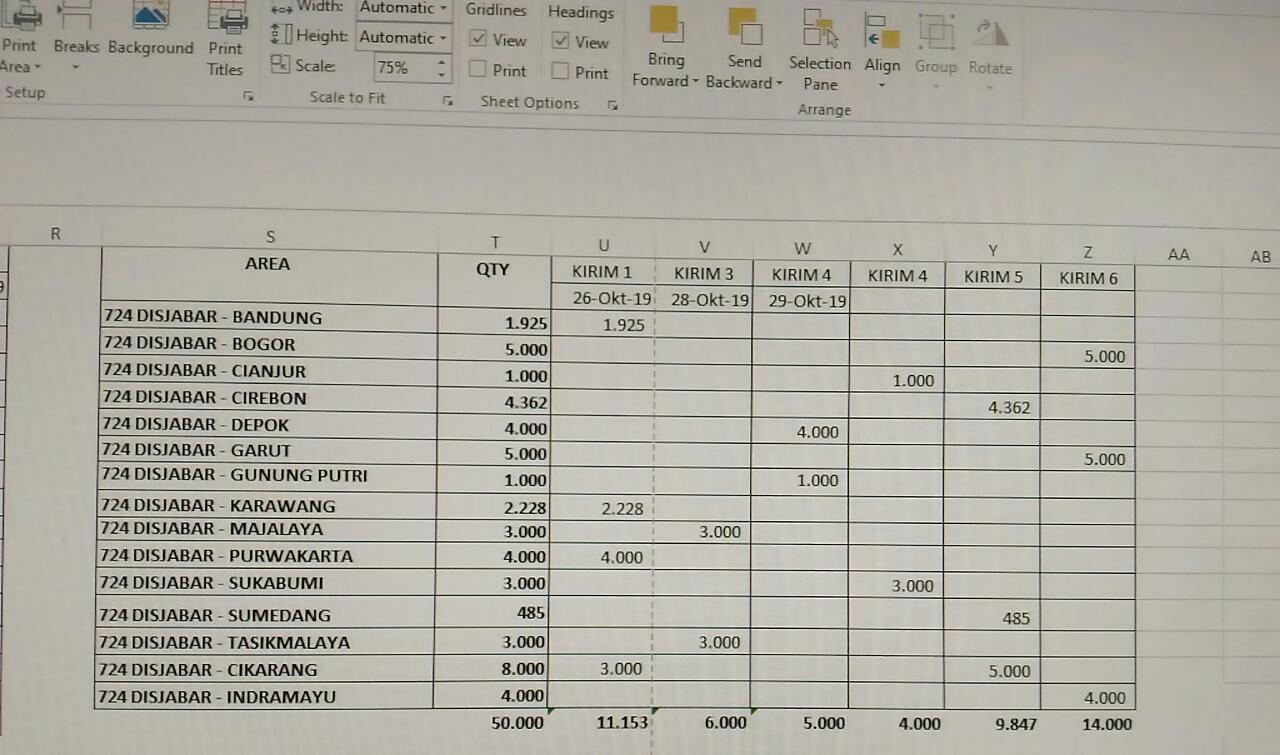 Width: Automatic Gridlines Headings
Print Breaks Background Print Height: Automatic View View Bring Send Selection Align Group Rotate
Area Titles Scale: 75% Print Print Forward Backward Pane
Setup Scale to Fit Sheet Options Arrange
R S T U V W X Y Z AA AB
AREA QTY KIRIM 1 KIRIM 3 KIRIM 4 KIRIM 4 KIRIM 5 KIRIM 6
26-Okt-19 28-Okt-19 29-Okt-19
724 DISJABAR - BANDUNG 1.925 1.925
724 DISJABAR - BOGOR 5.000 5.000
724 DISJABAR - CIANJUR 1.000 1.000
724 DISJABAR - CIREBON 4.362 4.362
724 DISJABAR - DEPOK 4.000 4.000
724 DISJABAR - GARUT 5.000 5.000
724 DISJABAR - GUNUNG PUTRI 1.000 1.000
724 DISJABAR - KARAWANG 2.228 2.228
724 DISJABAR - MAJALAYA 3.000 3.000
724 DISJABAR - PURWAKARTA 4.000 4.000
724 DISJABAR - SUKABUMI 3.000 3.000
724 DISJABAR - SUMEDANG 485 485
724 DISJABAR - TASIKMALAYA 3.000 3.000
724 DISJABAR - CIKARANG 8.000 3.000 5.000
724 DISJABAR - INDRAMAYU 4.000 4.000
50.000 11.153 6.000 5.000 4.000 9.847 14.000